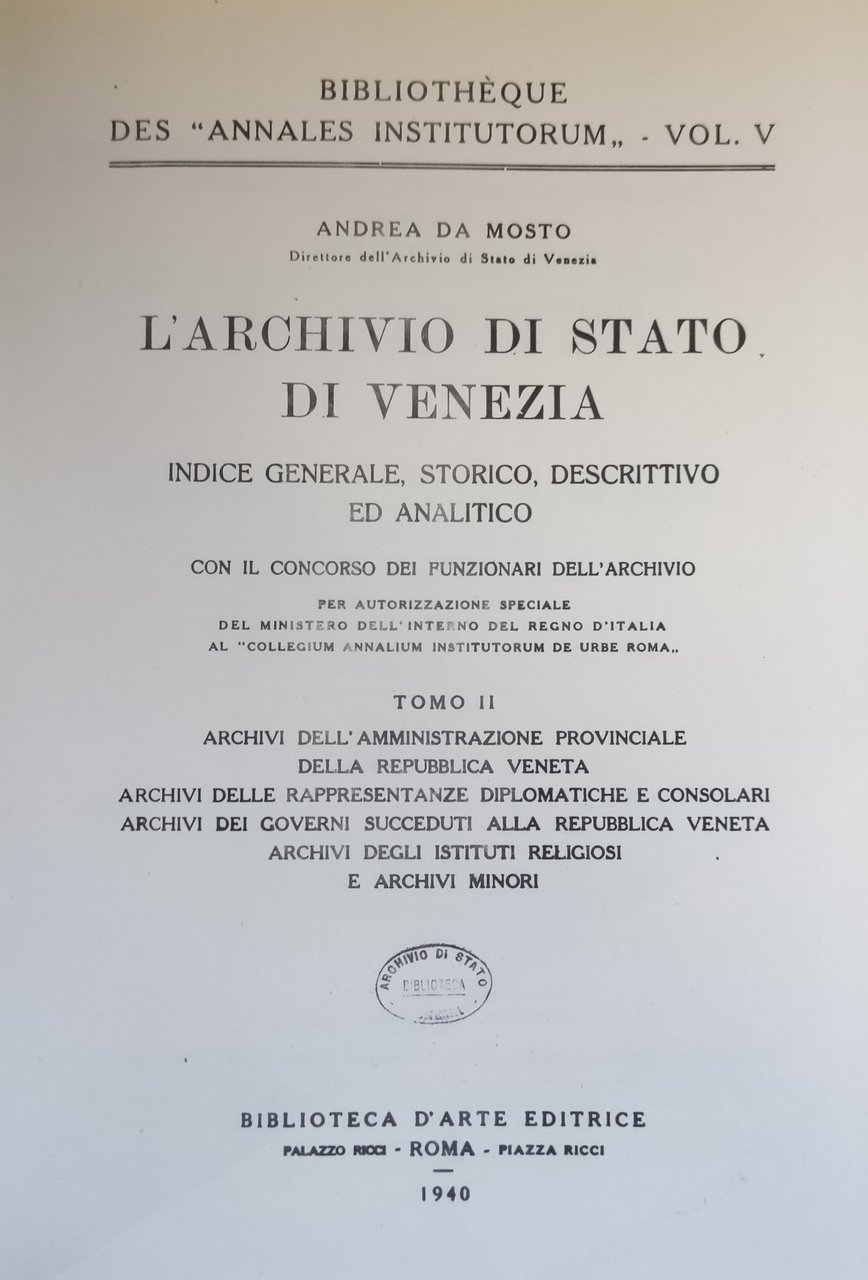 BIBLIOTHÈQUE
DES "ANNALES INSTITUTORUM„ - VOL. V
ANDREA DA MOSTO
Direttore dell'Archivio di Stato di Venezia
L'ARCHIVIO DI STATO
DI VENEZIA
INDICE GENERALE, STORICO, DESCRITTIVO
ED ANALITICO
CON IL CONCORSO DEI FUNZIONARI DELL'ARCHIVIO
PER AUTORIZZAZIONE SPECIALE
DEL MINISTERO DELL'INTERNO DEL REGNO D'ITALIA
AL "COLLEGIUM ANNALIUM INSTITUTORUM DE URBE ROMA„
TOMO II
ARCHIVI DELL'AMMINISTRAZIONE PROVINCIALE
DELLA REPUBBLICA VENETA
ARCHIVI DELLE RAPPRESENTANZE DIPLOMATICHE E CONSOLARI
ARCHIVI DEI GOVERNI SUCCEDUTI ALLA REPUBBLICA VENETA
ARCHIVI DEGLI ISTITUTI RELIGIOSI
E ARCHIVI MINORI
ARCHIVIO DI STATO
BIBLIOTECA
BIBLIOTECA D'ARTE EDITRICE
PALAZZO RICCI - ROMA - PIAZZA RICCI
1940